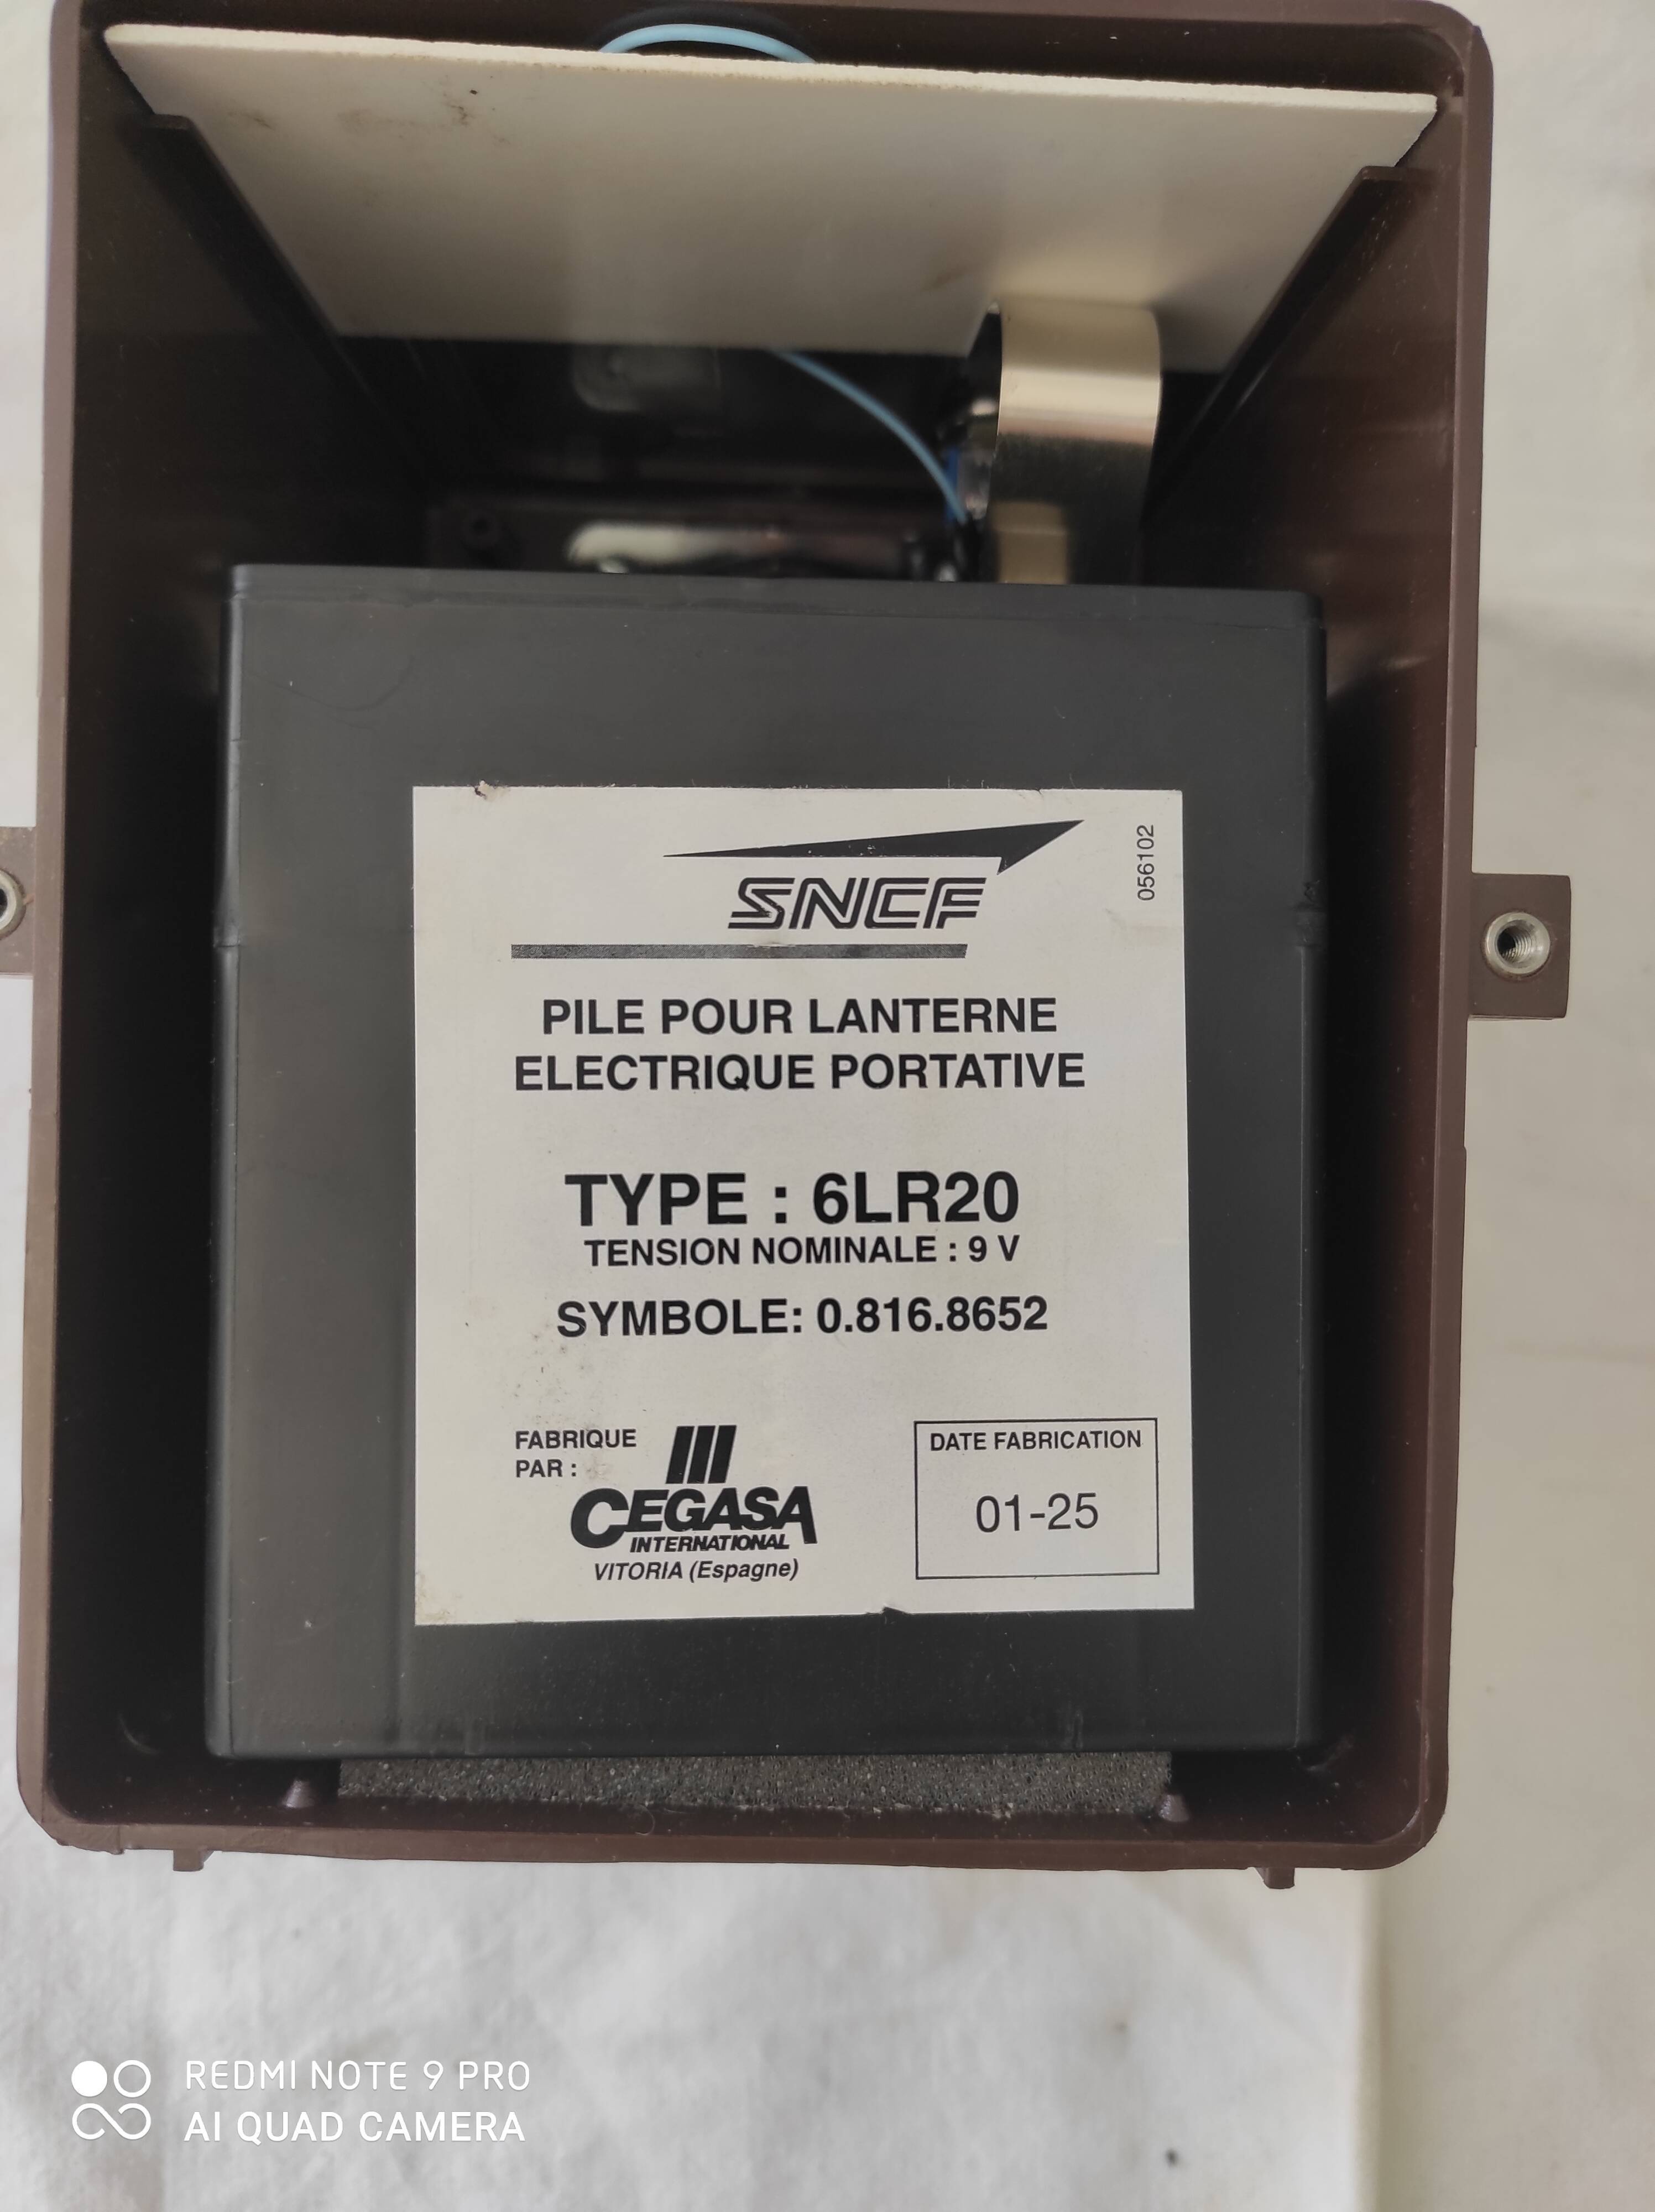 056102
SNCF
PILE POUR LANTERNE
ELECTRIQUE PORTATIVE
TYPE : 6LR20
TENSION NOMINALE : 9 V
SYMBOLE: 0.816.8652
FABRIQUE
PAR :
CEGASA
INTERNATIONAL
VITORIA (Espagne)
DATE FABRICATION
01-25
REDMI NOTE 9 PRO
AI QUAD CAMERA